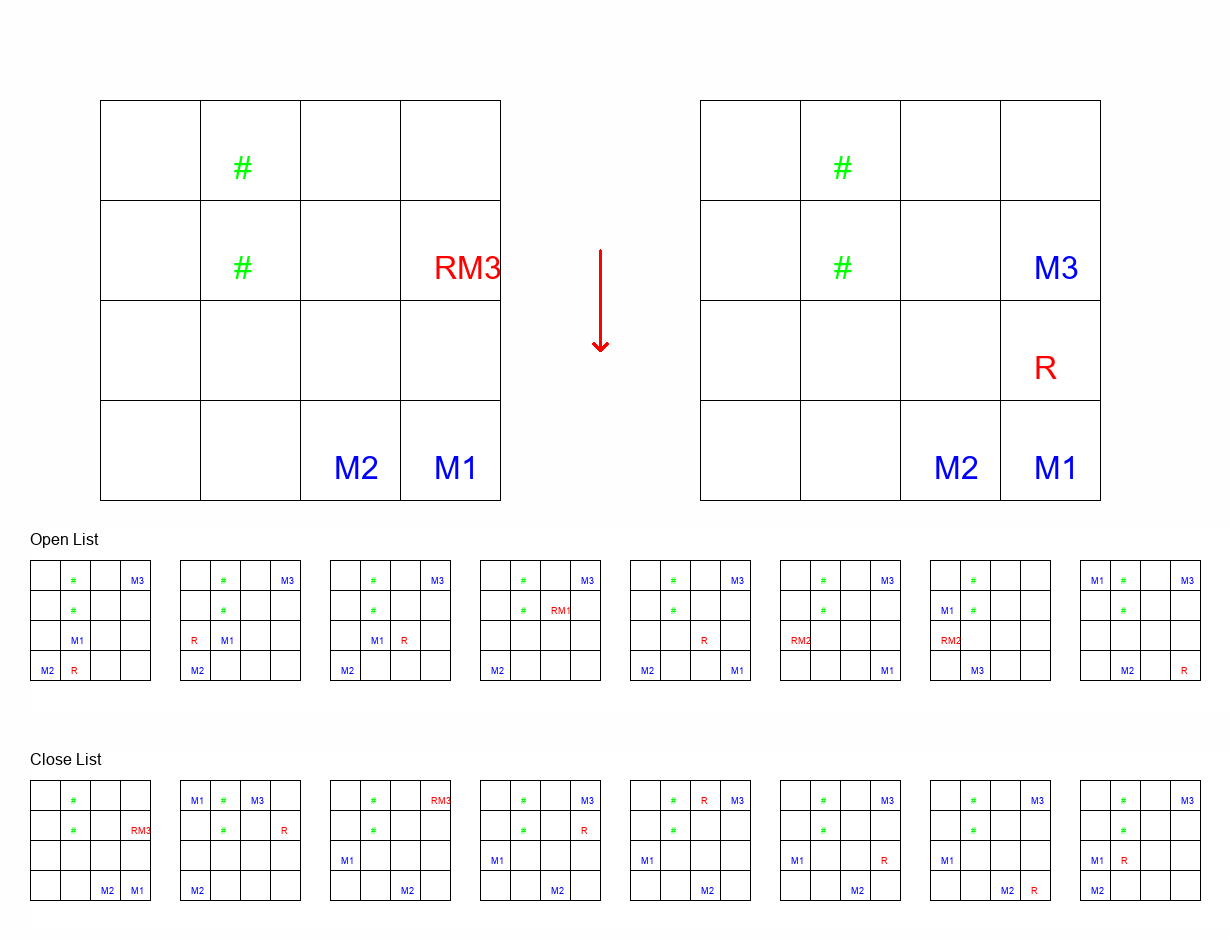 # #
# RM3 # M3
R
M2 M1 M2 M1
Open List
# M3 # M3 # M3 # M3 # M3 # M3 # M1 # M3
# # # # RM1 # # M1 # #
M1 R M1 M1 R R RM2 RM2
M2 R M2 M2 M2 M2 M1 M1 M3 M2 R
Close List
# M1 # M3 # RM3 # M3 # R M3 # M3 # M3 # M3
# RM3 # R # # R # # # #
M1 M1 M1 M1 R M1 M1 R
M2 M1 M2 M2 M2 M2 M2 M2 R M2